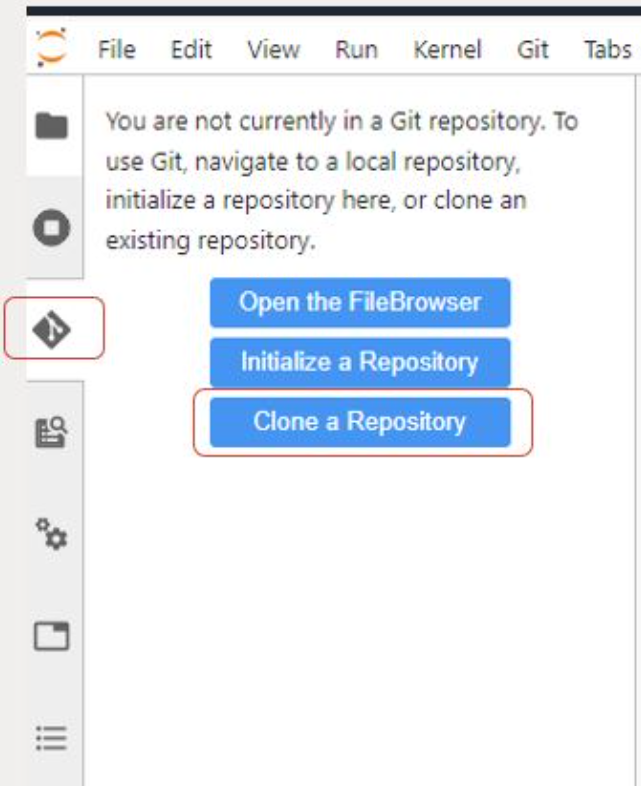 File Edit View Run Kernel Git Tabs
You are not currently in a Git repository. To
use Git, navigate to a local repository,
initialize a repository here, or clone an
existing repository.
Open the FileBrowser
Initialize a Repository
Clone a Repository